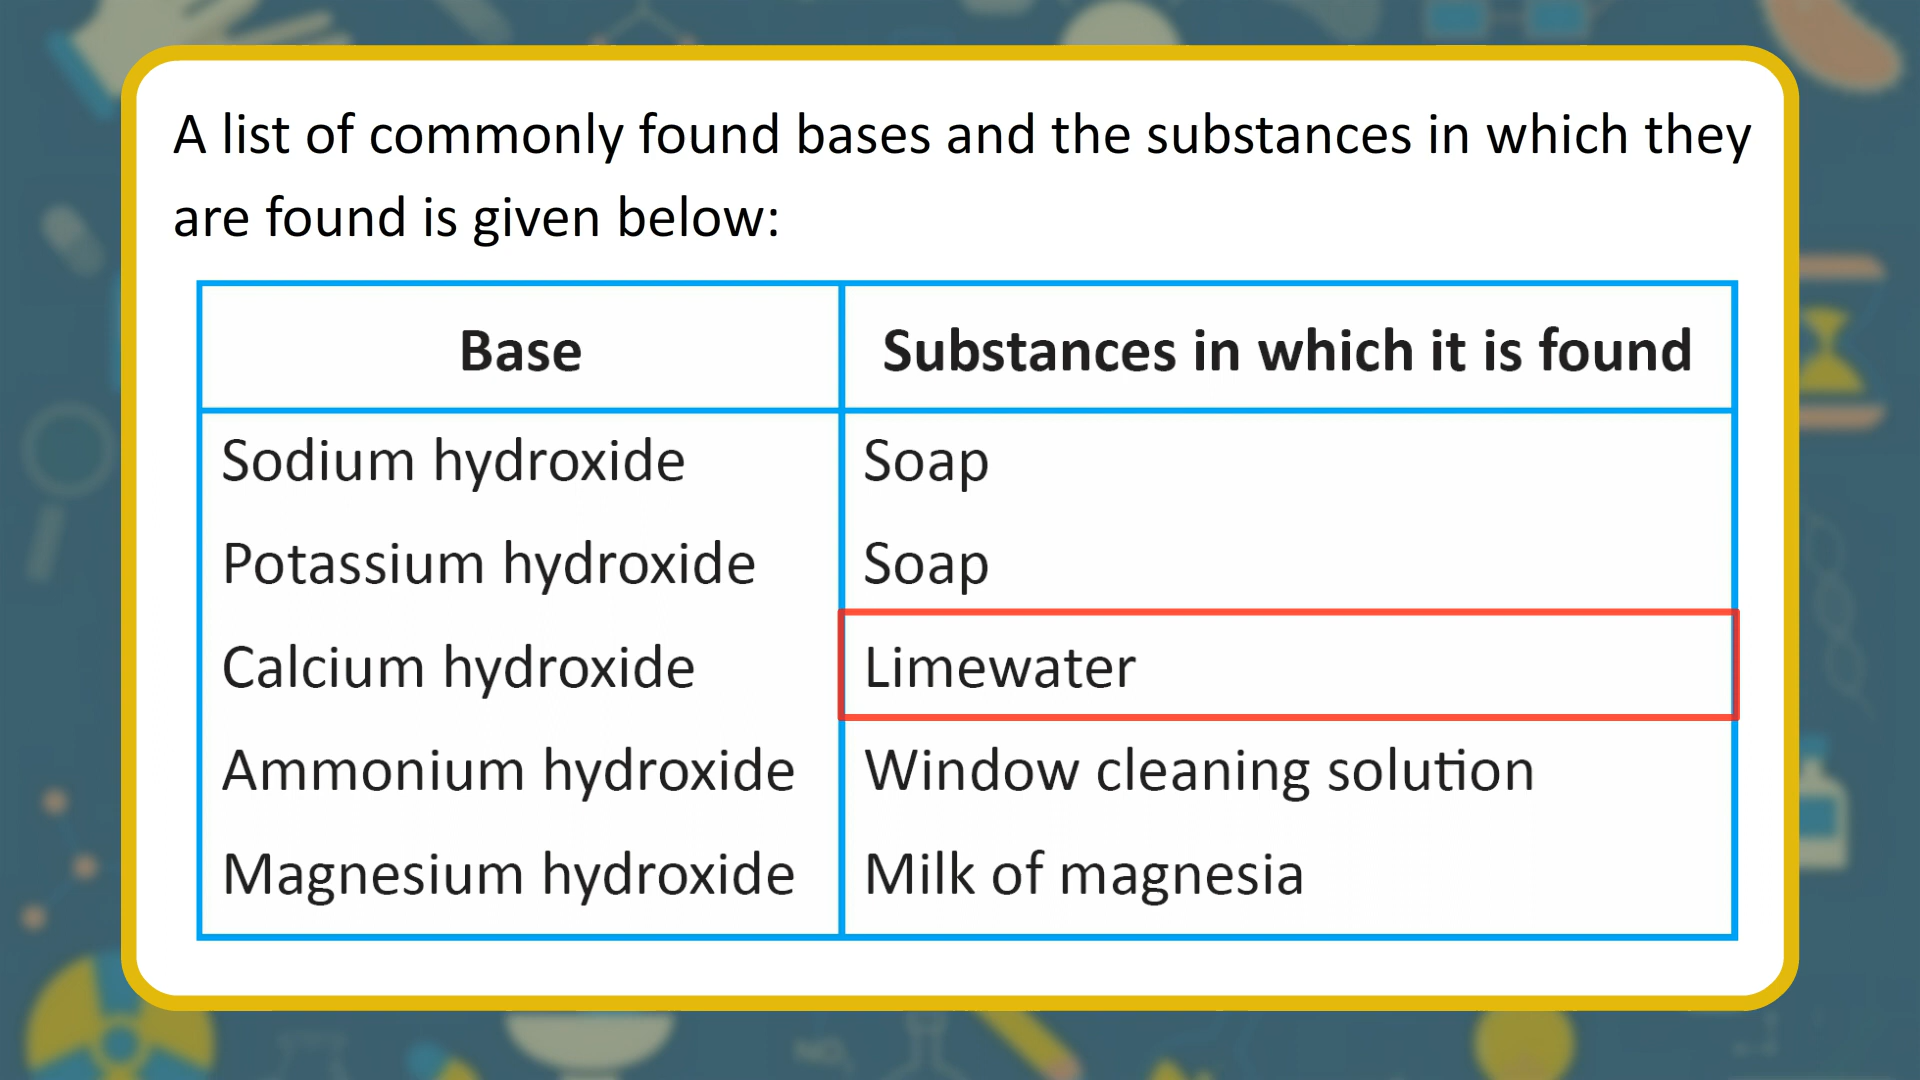 A list of commonly found bases and the substances in which they
are found is given below:
Base Substances in which it is found
Sodium hydroxide Soap
Potassium hydroxide Soap
Calcium hydroxide Limewater
Ammonium hydroxide Window cleaning solution
Magnesium hydroxide Milk of magnesia
NO₂